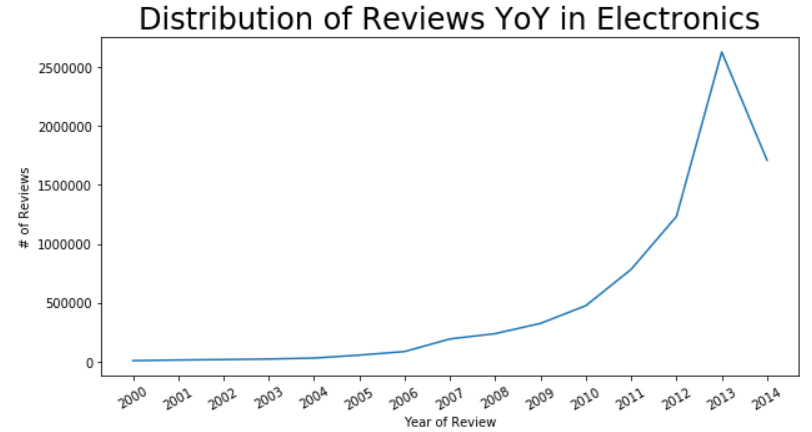 Distribution of Reviews YoY in Electronics
2500000
2000000
1500000
1000000
500000
0
# of Reviews
2000 2001 2002 2003 2004 2005 2006 2007 2008 2009 2010 2011 2012 2013 2014
Year of Review